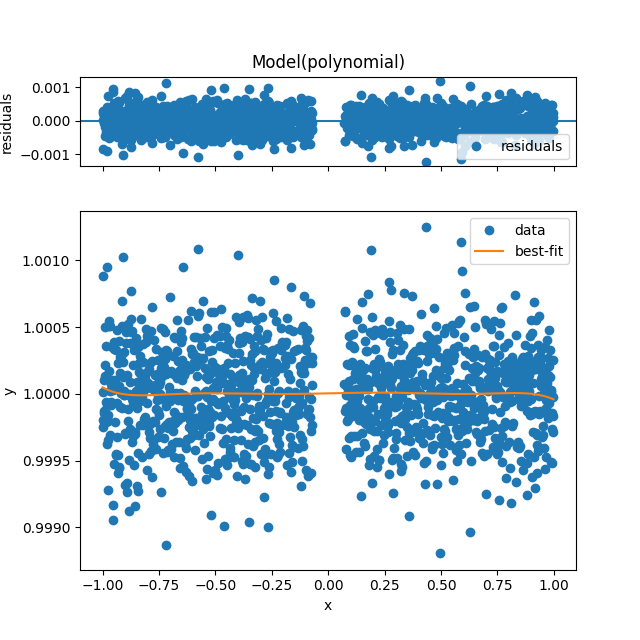 Model(polynomial)
residuals
0.001
0.000
−0.001
residuals
y
1.0010
1.0005
1.0000
0.9995
0.9990
data
best-fit
−1.00 −0.75 −0.50 −0.25 0.00 0.25 0.50 0.75 1.00
x